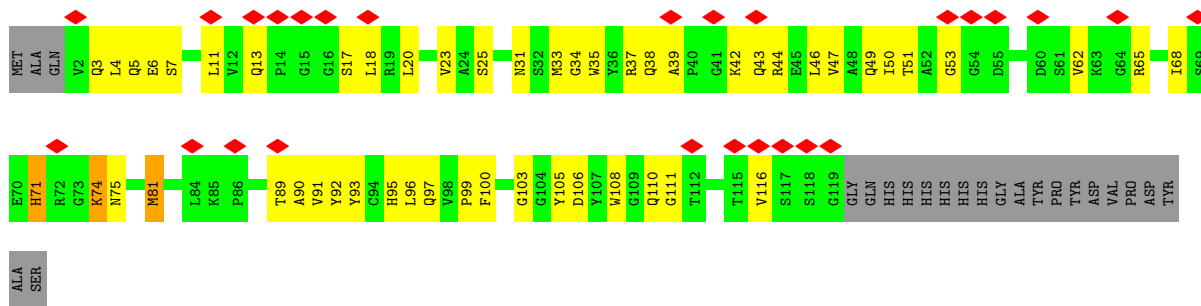 MET ALA GLN V2 Q3 L4 Q5 E6 S7 L11 V12 Q13 P14 G15 G16 S17 L18 R19 L20 V23 A24 S25 N31 S32 M33 G34 W35 Y36 R37 Q38 A39 P40 G41 K42 Q43 R44 E45 L46 V47 A48 Q49 I50 T51 A52 G53 G54 D55 D60 S61 V62 K63 G64 R65 I68 S69
E70 H71 R72 G73 K74 N75 M81 L84 K85 P86 T89 A90 V91 Y92 Y93 C94 H95 L96 Q97 V98 P99 F100 G103 G104 Y105 D106 Y107 W108 G109 Q110 G111 T112 T115 V116 S117 S118 G119 GLY GLN HIS HIS HIS HIS HIS HIS GLY ALA TYR PRO TYR ASP VAL PRO ASP TYR
ALA SER